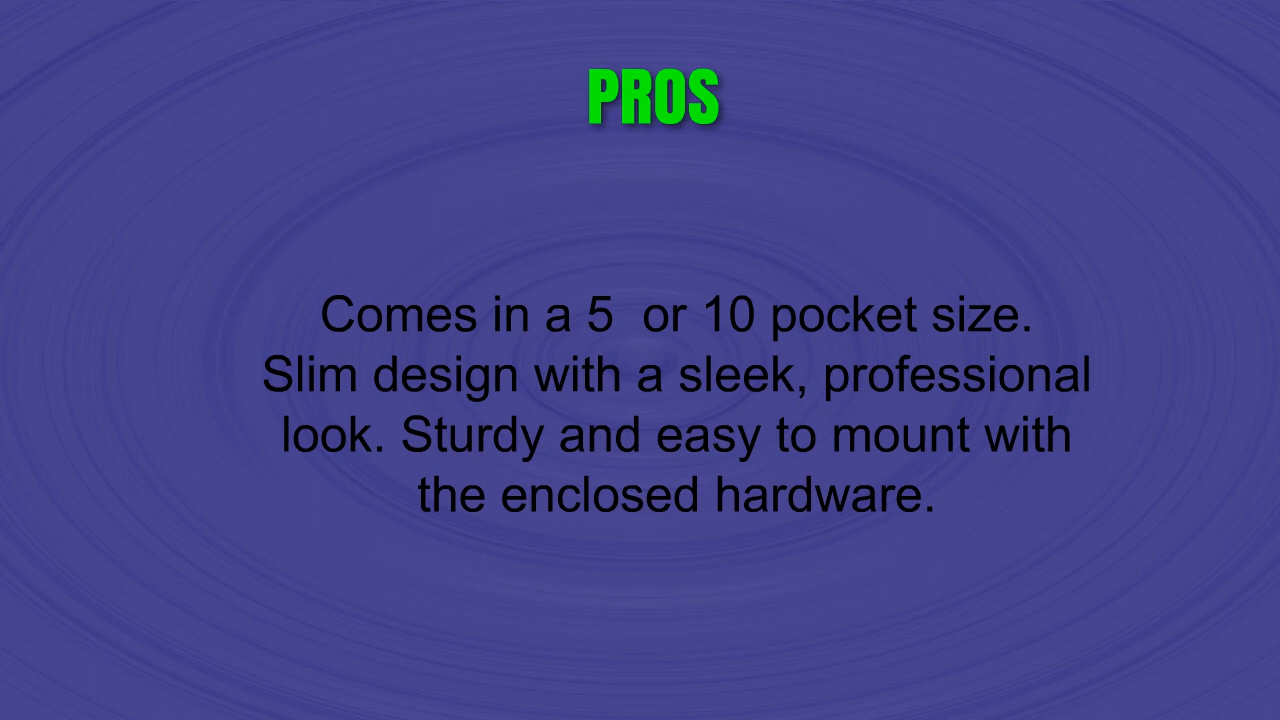 PROS
Comes in a 5  or 10 pocket size.
Slim design with a sleek, professional
look. Sturdy and easy to mount with
the enclosed hardware.